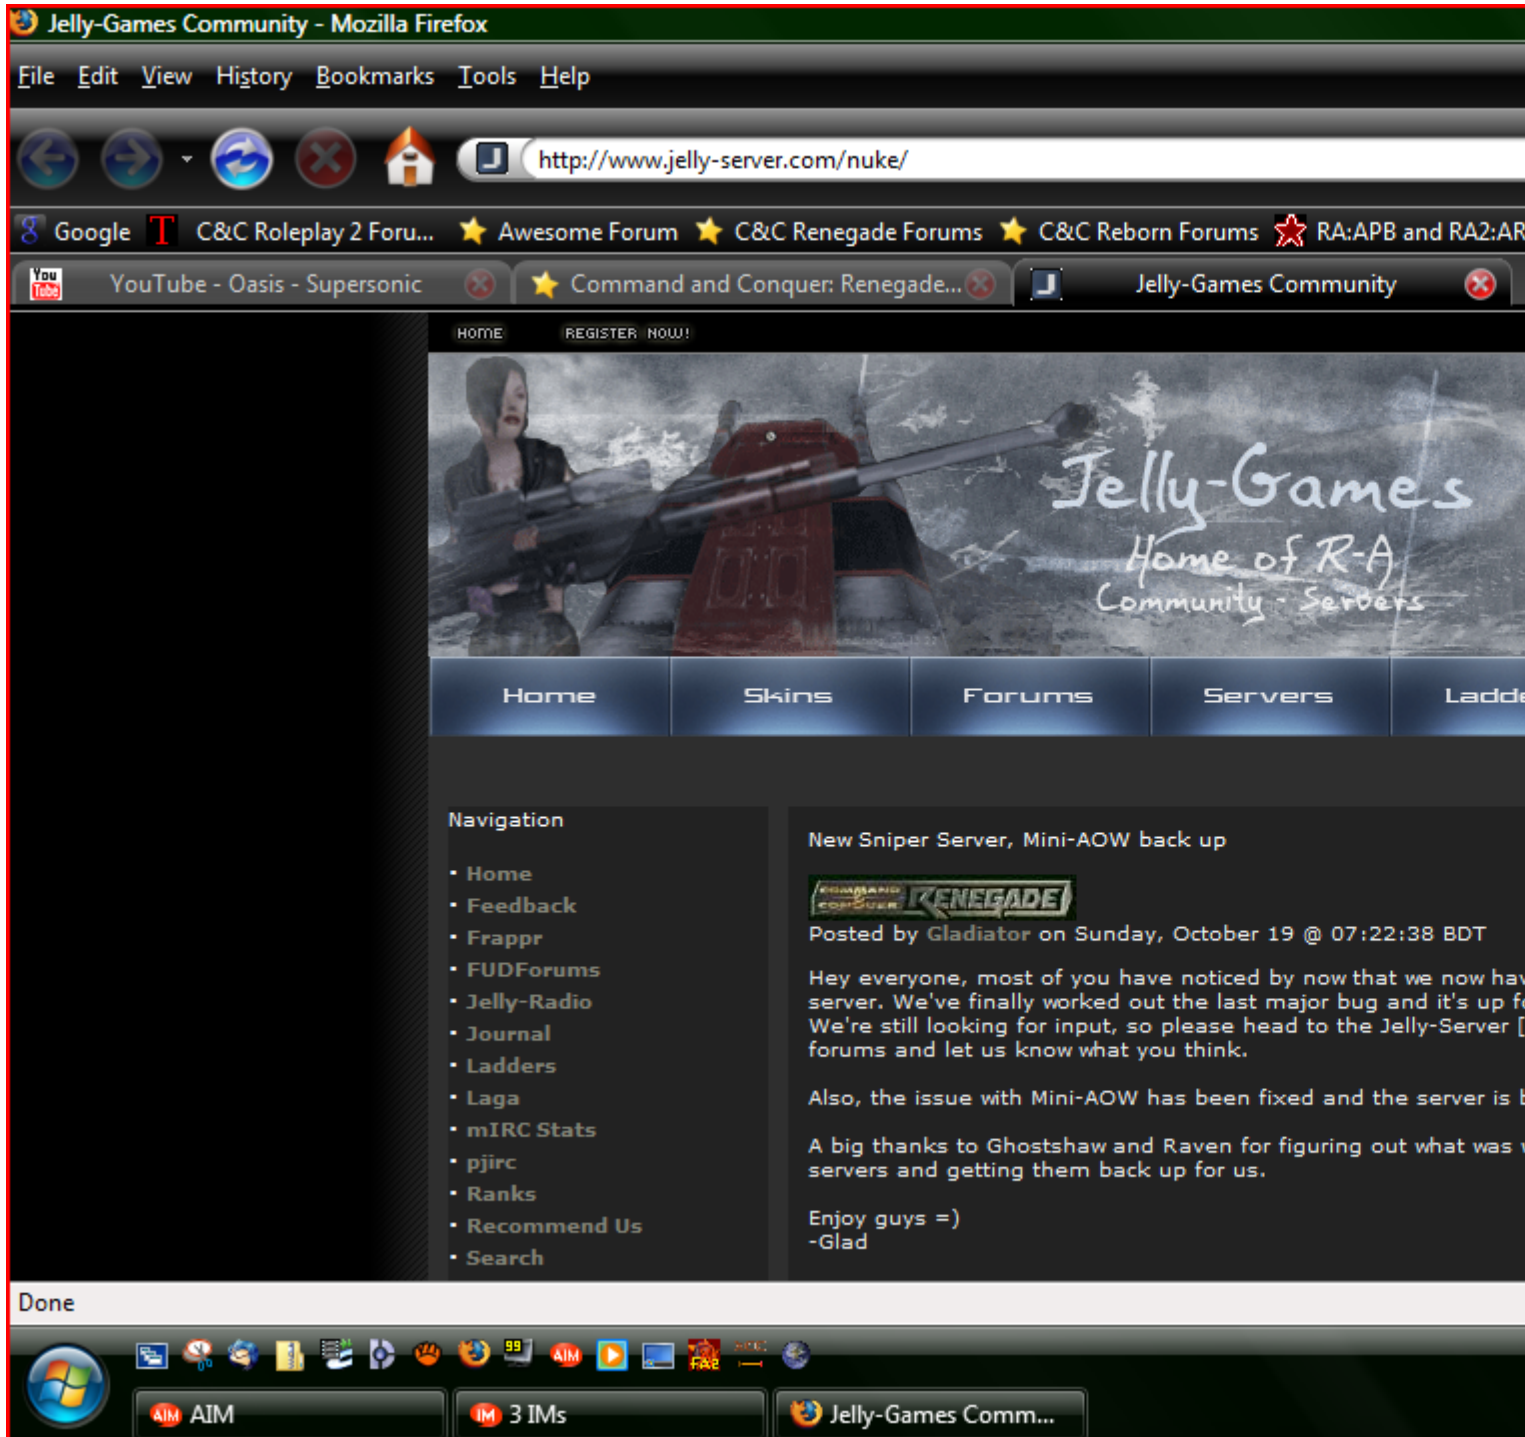 Jelly-Games Community - Mozilla Firefox
File Edit View History Bookmarks Tools Help
http://www.jelly-server.com/nuke/
Google C&C Roleplay 2 Foru... Awesome Forum C&C Renegade Forums C&C Reborn Forums RA:APB and RA2:AR
You Tube YouTube - Oasis - Supersonic Command and Conquer: Renegade... Jelly-Games Community
HOME REGISTER NOW!
Jelly-Games
Home of R-A
Community - Servers
Home Skins Forums Servers Ladde
Navigation
· Home
· Feedback
· Frappr
· FUDForums
· Jelly-Radio
· Journal
· Ladders
· Laga
· mIRC Stats
· pjirc
· Ranks
· Recommend Us
· Search
New Sniper Server, Mini-AOW back up
COMMAND CONQUER RENEGADE
Posted by Gladiator on Sunday, October 19 @ 07:22:38 BDT
Hey everyone, most of you have noticed by now that we now hav
server. We've finally worked out the last major bug and it's up fo
We're still looking for input, so please head to the Jelly-Server [
forums and let us know what you think.
Also, the issue with Mini-AOW has been fixed and the server is b
A big thanks to Ghostshaw and Raven for figuring out what was w
servers and getting them back up for us.
Enjoy guys =)
-Glad
Done
99 AIM FA2
AIM AIM IM 3 IMs Jelly-Games Comm...